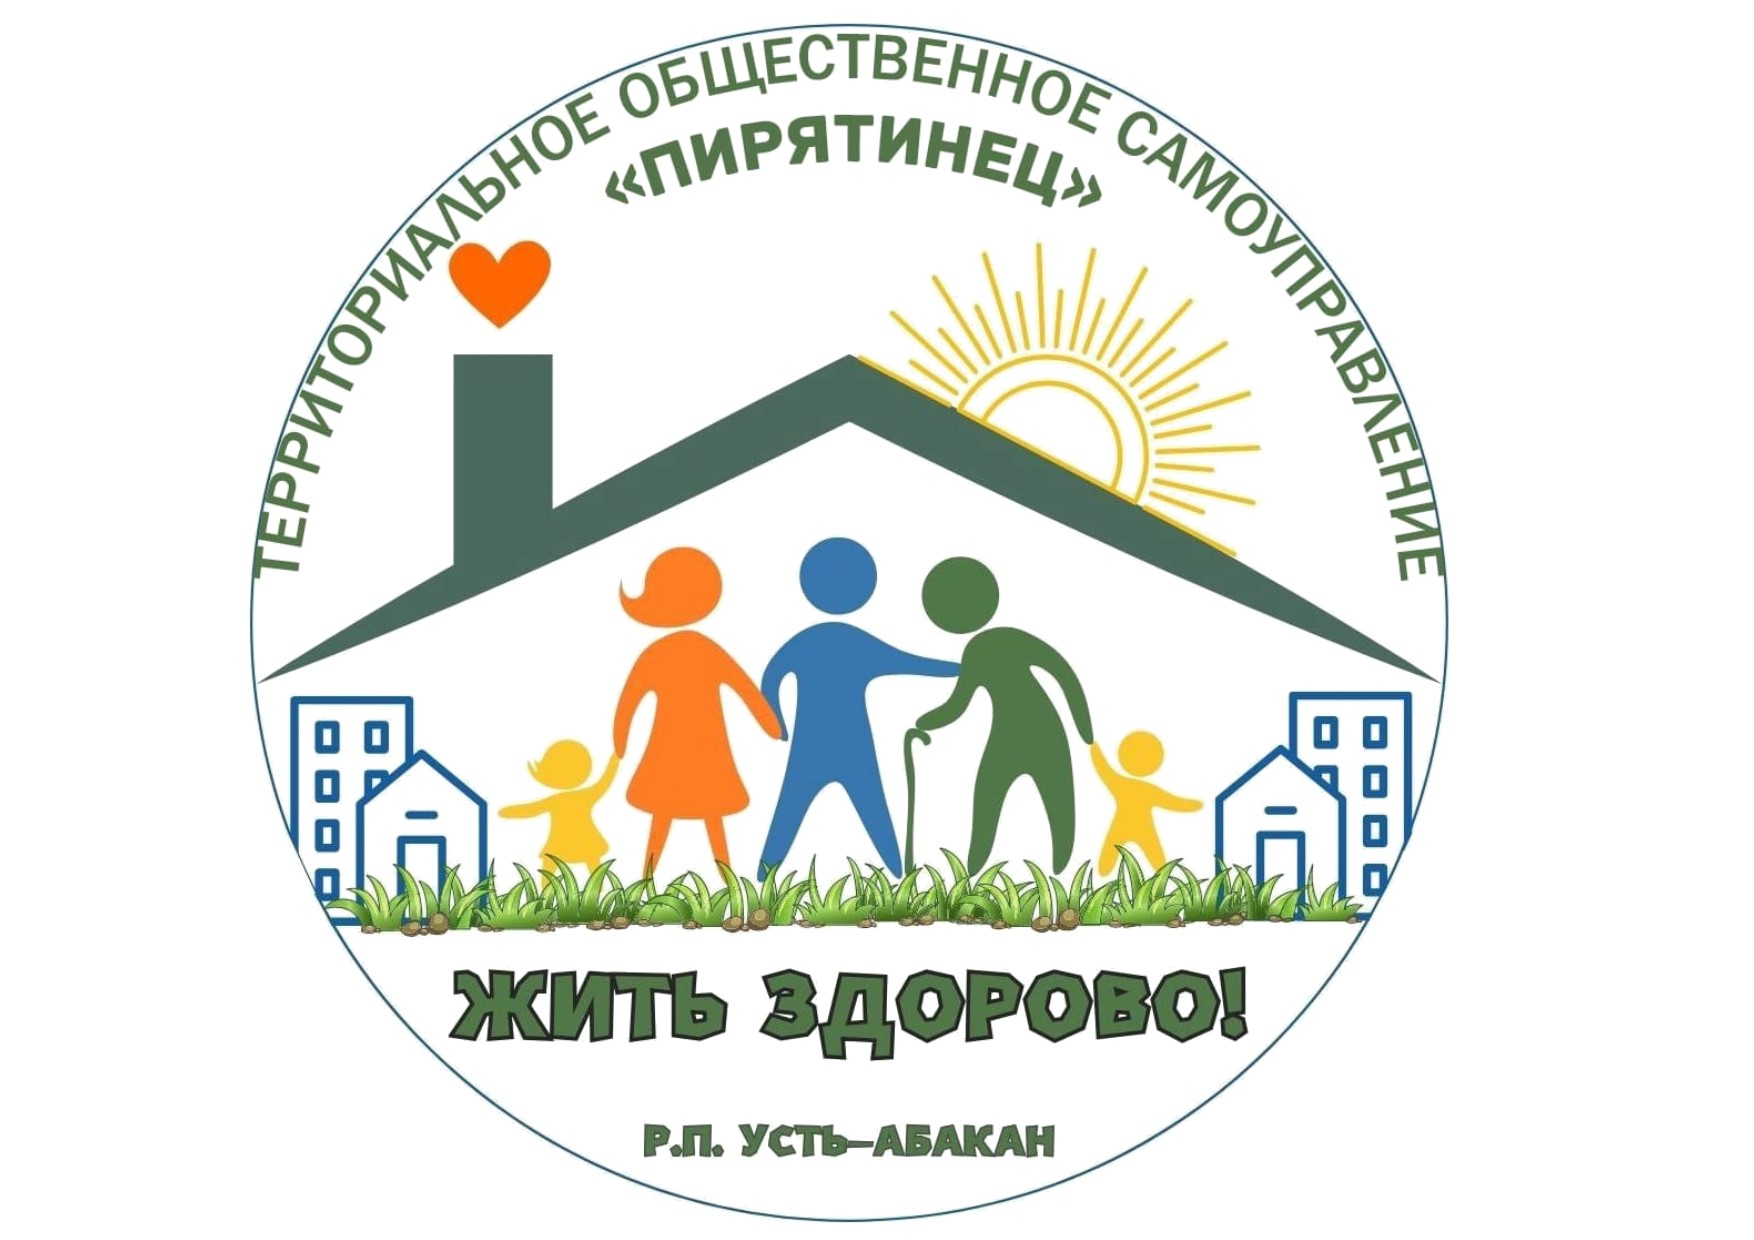 ТЕРРИТОРИАЛЬНОЕ ОБЩЕСТВЕННОЕ САМОУПРАВЛЕНИЕ
«ПИРЯТИНЕЦ»
ЖИТЬ ЗДОРОВО!
Р.П. УСТЬ-АБАКАН